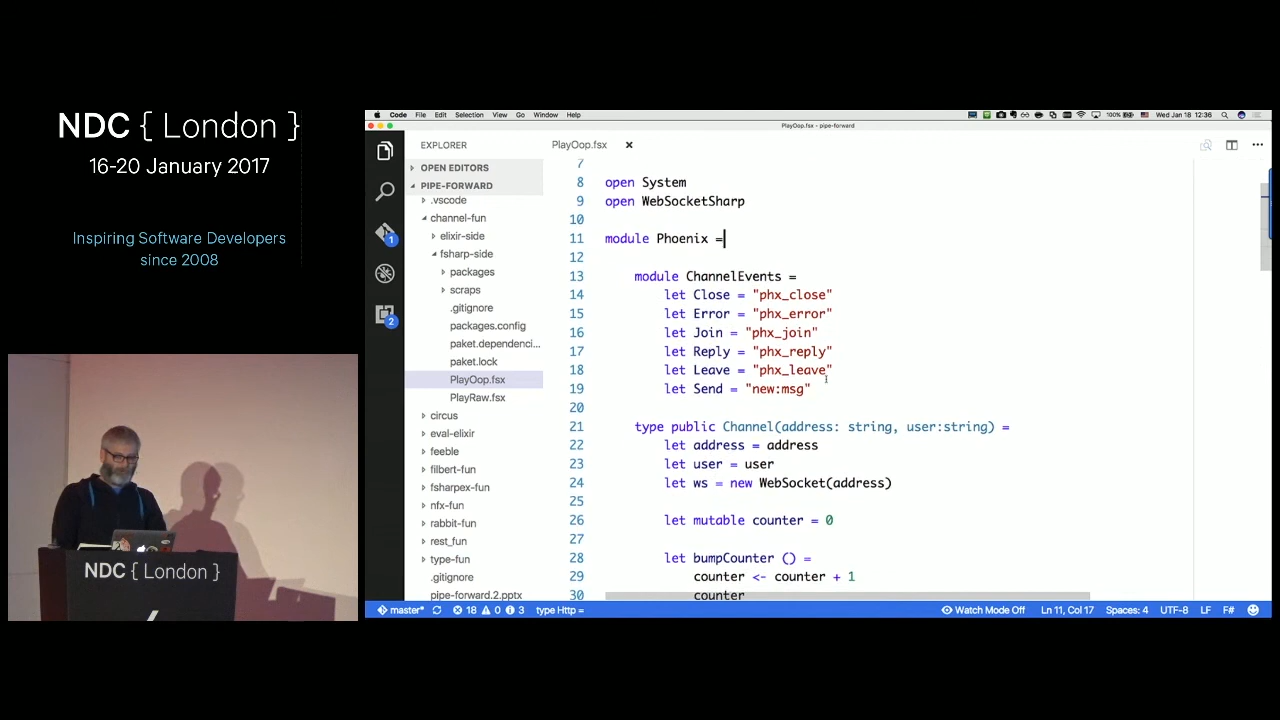 NDC { London }
16-20 January 2017
Inspiring Software Developers
since 2008
NDC { London }
Code File Edit Selection View Go Window Help
100% Wed Jan 18 12:36
PlayOop.fsx - pipe-forward
EXPLORER
OPEN EDITORS
PIPE-FORWARD
.vscode
channel-fun
elixir-side
fsharp-side
packages
scraps
.gitignore
packages.config
paket.dependenci...
paket.lock
PlayOop.fsx
PlayRaw.fsx
circus
eval-elixir
feeble
filbert-fun
fsharpex-fun
nfx-fun
rabbit-fun
rest_fun
type-fun
.gitignore
pipe-forward.2.pptx
1
2
PlayOop.fsx
7
8 open System
9 open WebSocketSharp
10
11 module Phoenix =
12
13 module ChannelEvents =
14 let Close = "phx_close"
15 let Error = "phx_error"
16 let Join = "phx_join"
17 let Reply = "phx_reply"
18 let Leave = "phx_leave"
19 let Send = "new:msg"
20
21 type public Channel(address: string, user:string) =
22 let address = address
23 let user = user
24 let ws = new WebSocket(address)
25
26 let mutable counter = 0
27
28 let bumpCounter () =
29 counter <- counter + 1
30 counter
master* 18 0 3 type Http = Watch Mode Off Ln 11, Col 17 Spaces: 4 UTF-8 LF F#